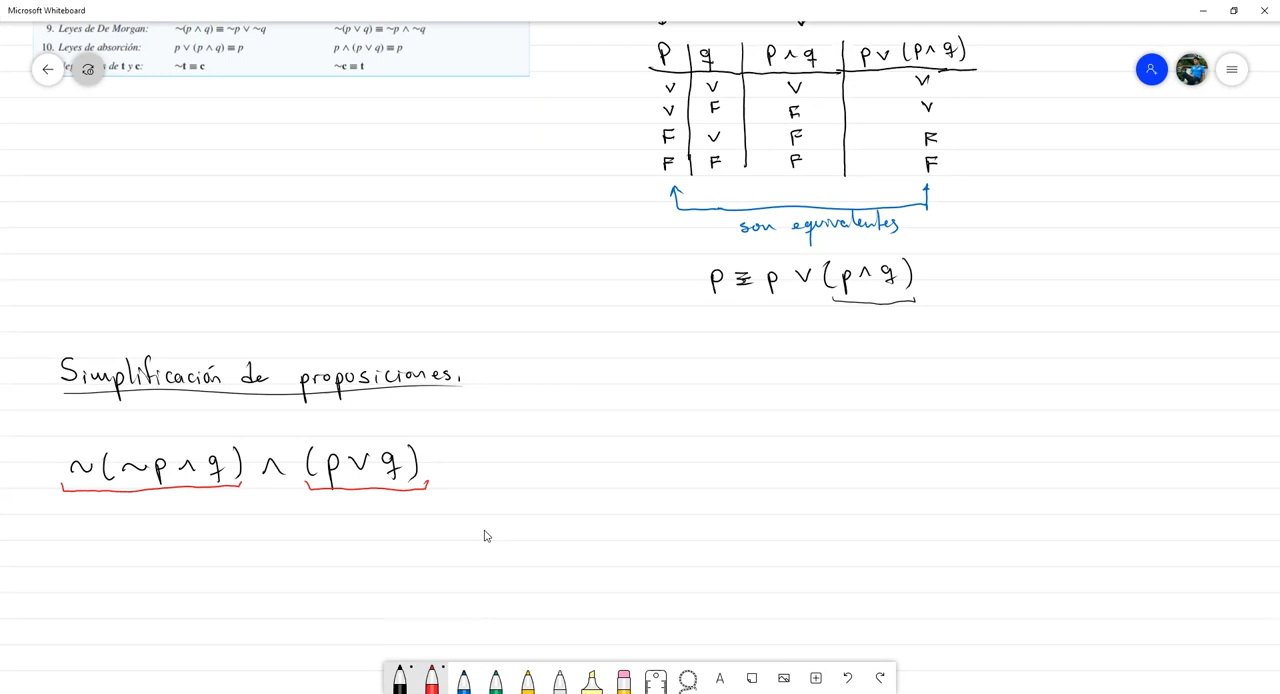 Microsoft Whiteboard
9. Leyes de De Morgan: ~(p ∧ q) ≡ ~p ∨ ~q ~(p ∨ q) ≡ ~p ∧ ~q
10. Leyes de absorción: p ∨ (p ∧ q) ≡ p p ∧ (p ∨ q) ≡ p
de t y c: ~t ≡ c ~c ≡ t
p q p ∧ q p ∨ (p ∧ q)
V V V V
V F F V
F V F F
F F F F
son equivalentes
p ≡ p ∨ (p ∧ q)
Simplificación de proposiciones.
~(~p ∧ q) ∧ (p ∨ q)
A